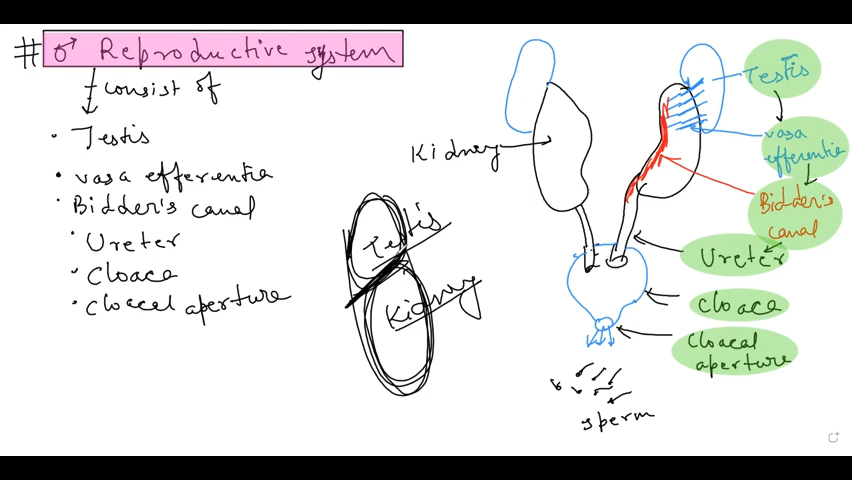 # ♂ Reproductive system
consist of
• Testis
• vasa efferentia
• Bidder's canal
• Ureter
• Cloaca
• Cloacal aperture
Testis
Kidney
Kidney
Testis
vasa
efferentia
Bidder's
canal
Ureter
Cloaca
Cloacal
aperture
sperm